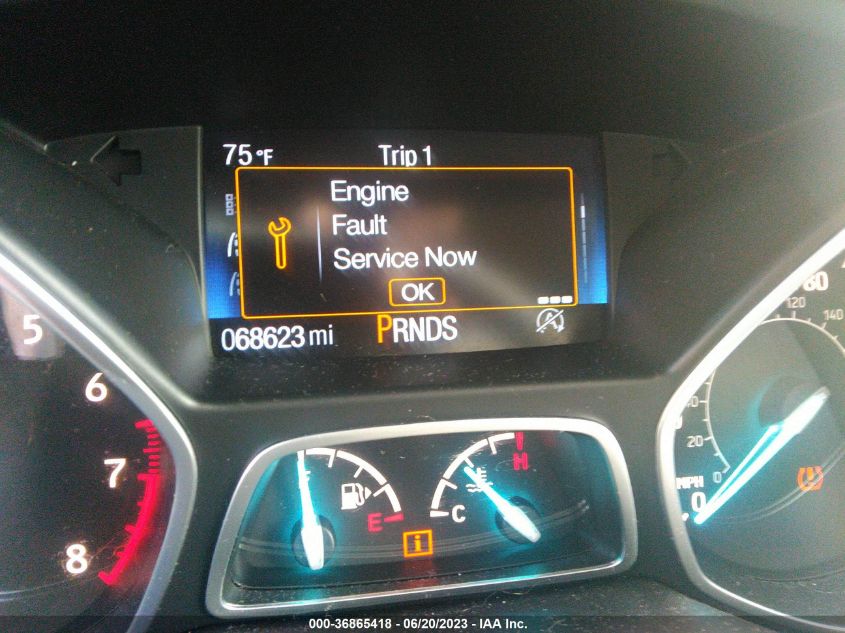 75°F Trip 1
Engine
Fault
Service Now
OK
068623 mi PRNDS
5
6
7
8
E
C
H
i
MPH
0
0
20
80
120
140
000-36865418 - 06/20/2023 - IAA Inc.